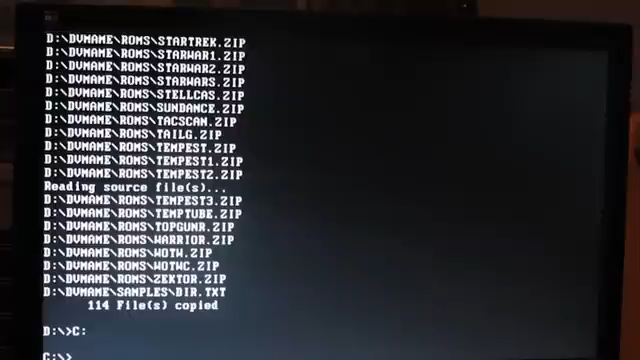 D:\DVMAME\ROMS\STARTREK.ZIP
D:\DVMAME\ROMS\STARWAR1.ZIP
D:\DVMAME\ROMS\STARWAR2.ZIP
D:\DVMAME\ROMS\STARWARS.ZIP
D:\DVMAME\ROMS\STELLCAS.ZIP
D:\DVMAME\ROMS\SUNDANCE.ZIP
D:\DVMAME\ROMS\TACSCAN.ZIP
D:\DVMAME\ROMS\TAILG.ZIP
D:\DVMAME\ROMS\TEMPEST.ZIP
D:\DVMAME\ROMS\TEMPEST1.ZIP
D:\DVMAME\ROMS\TEMPEST2.ZIP
Reading source file(s)...
D:\DVMAME\ROMS\TEMPEST3.ZIP
D:\DVMAME\ROMS\TEMPTUBE.ZIP
D:\DVMAME\ROMS\TOPGUNR.ZIP
D:\DVMAME\ROMS\WARRIOR.ZIP
D:\DVMAME\ROMS\WOTW.ZIP
D:\DVMAME\ROMS\WOTWC.ZIP
D:\DVMAME\ROMS\ZEKTOR.ZIP
D:\DVMAME\SAMPLES\DIR.TXT
114 File(s) copied
D:\>C:
C:\>